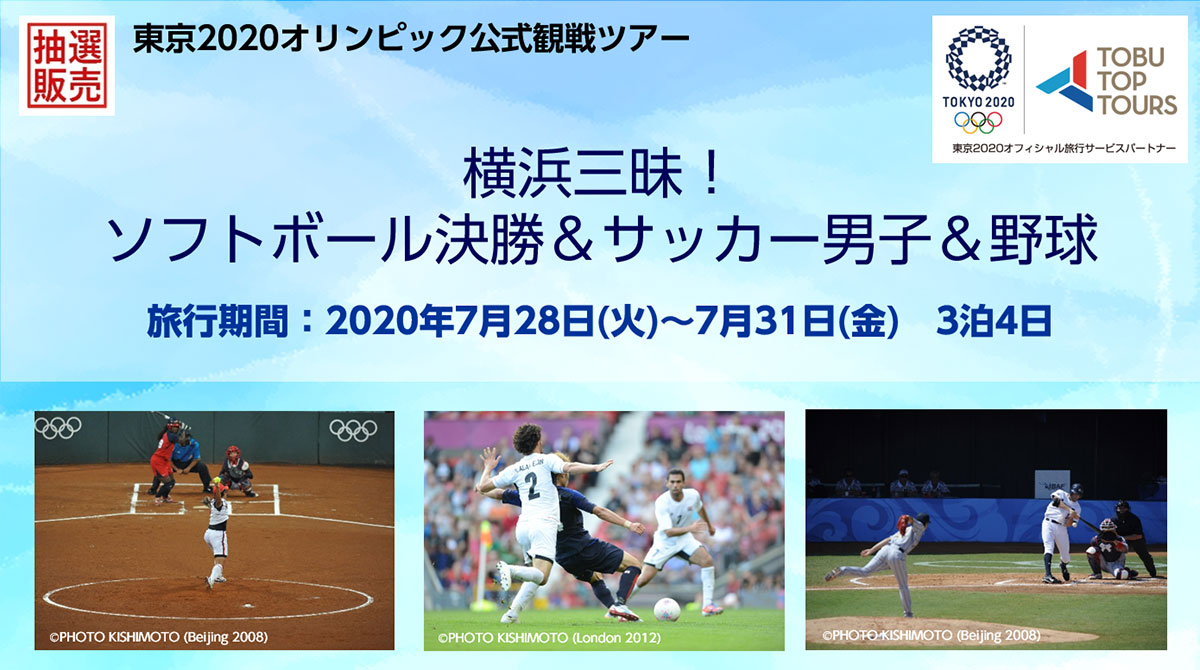 抽選
販売
東京2020オリンピック公式観戦ツアー
TOKYO 2020
TOBU
TOP
TOURS
東京2020オフィシャル旅行サービスパートナー
横浜三昧！
ソフトボール決勝＆サッカー男子＆野球
旅行期間：2020年7月28日(火)～7月31日(金)　3泊4日
2
©PHOTO KISHIMOTO (Beijing 2008)
©PHOTO KISHIMOTO (London 2012)
©PHOTO KISHIMOTO (Beijing 2008)